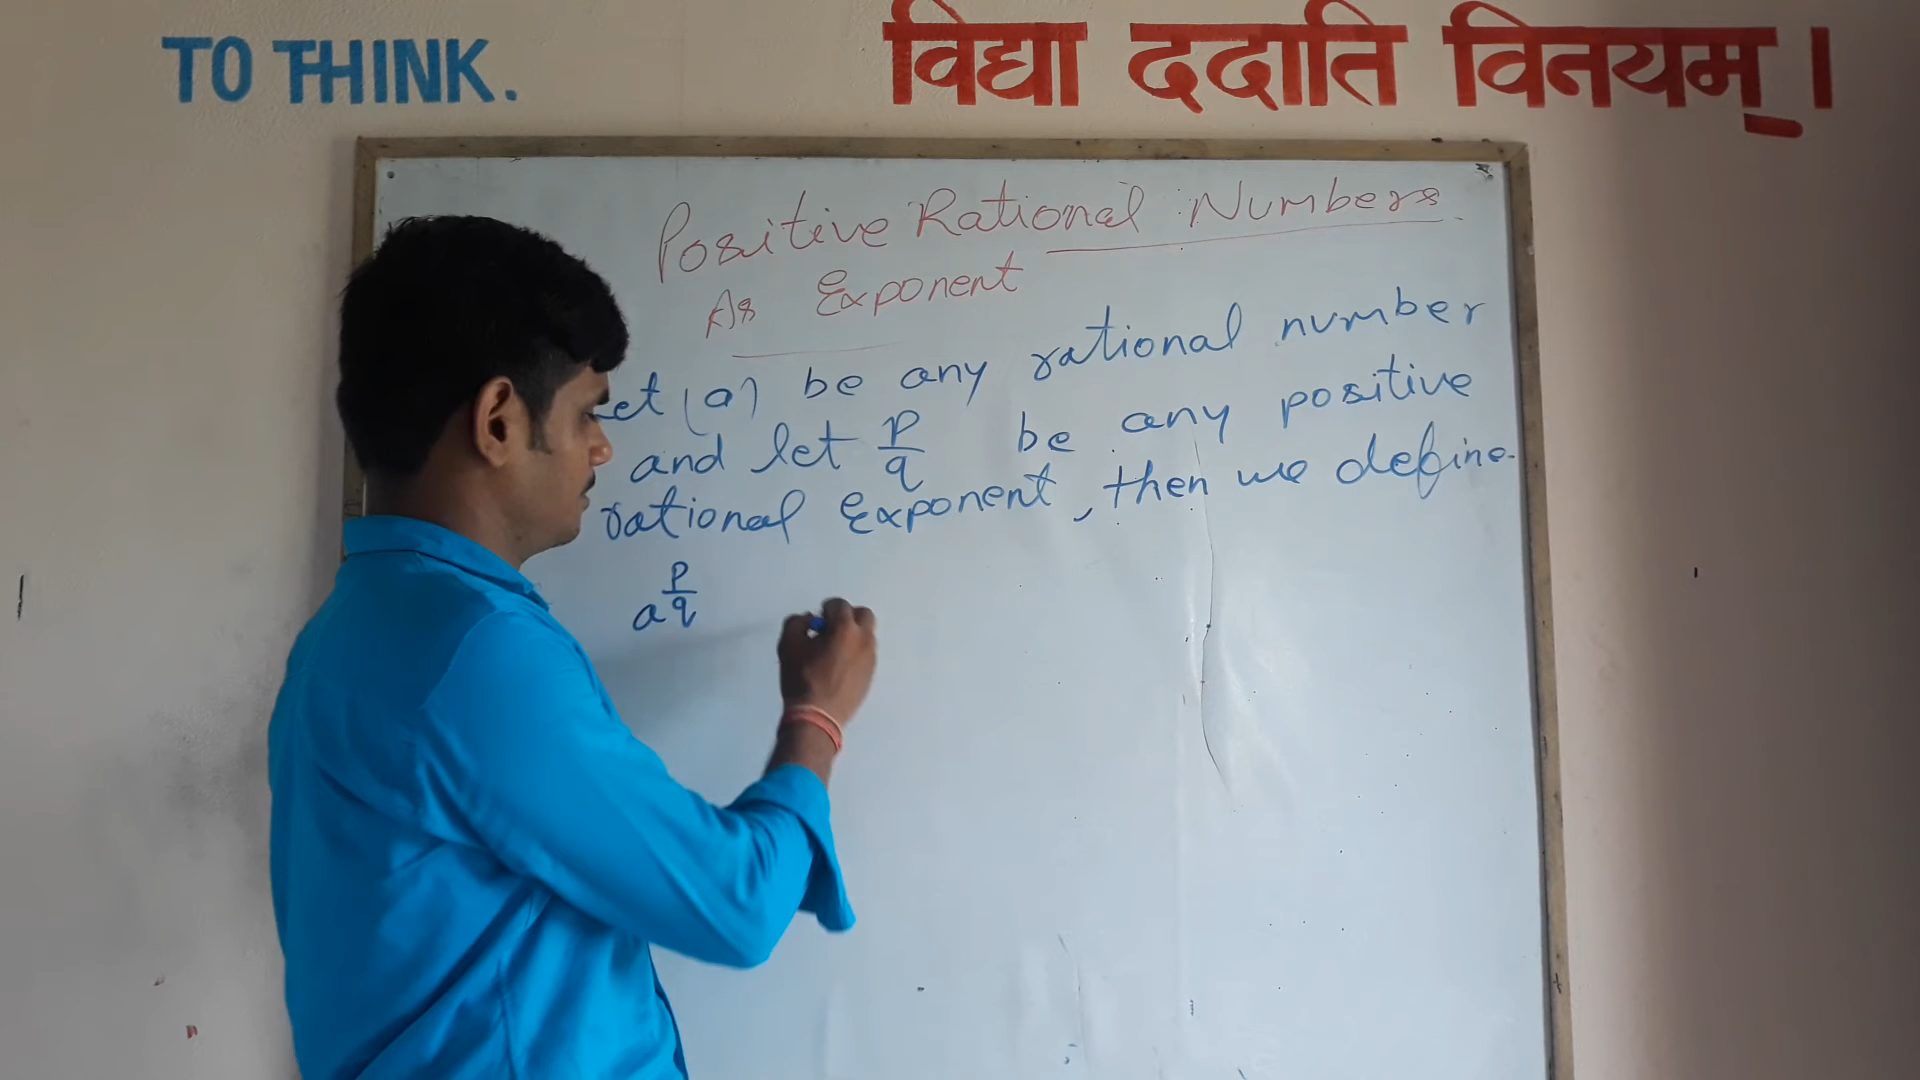 TO THINK.
विद्या ददाति विनयम् ।
Positive Rational Numbers.
As Exponent
Let (a) be any rational number
and let p/q be any positive
rational Exponent, then we define.
a^p/q